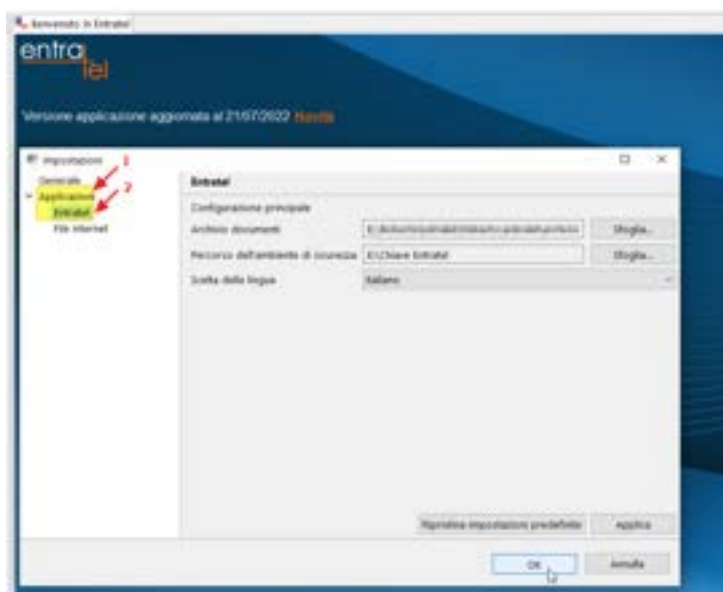 Benvenuto in Entratel
entra
tel
Versione applicazione aggiornata al 21/07/2022 Novità
Impostazioni
1
Generale
Applicazioni
2
Entratel
File Internet
Entratel
Configurazione principale
Archivio documenti
Sfoglia...
Percorso dell'ambiente di sicurezza
E:\Chiave Entratel
Sfoglia...
Scelta della lingua
Italiano
Ripristina impostazioni predefinite
Applica
OK
Annulla